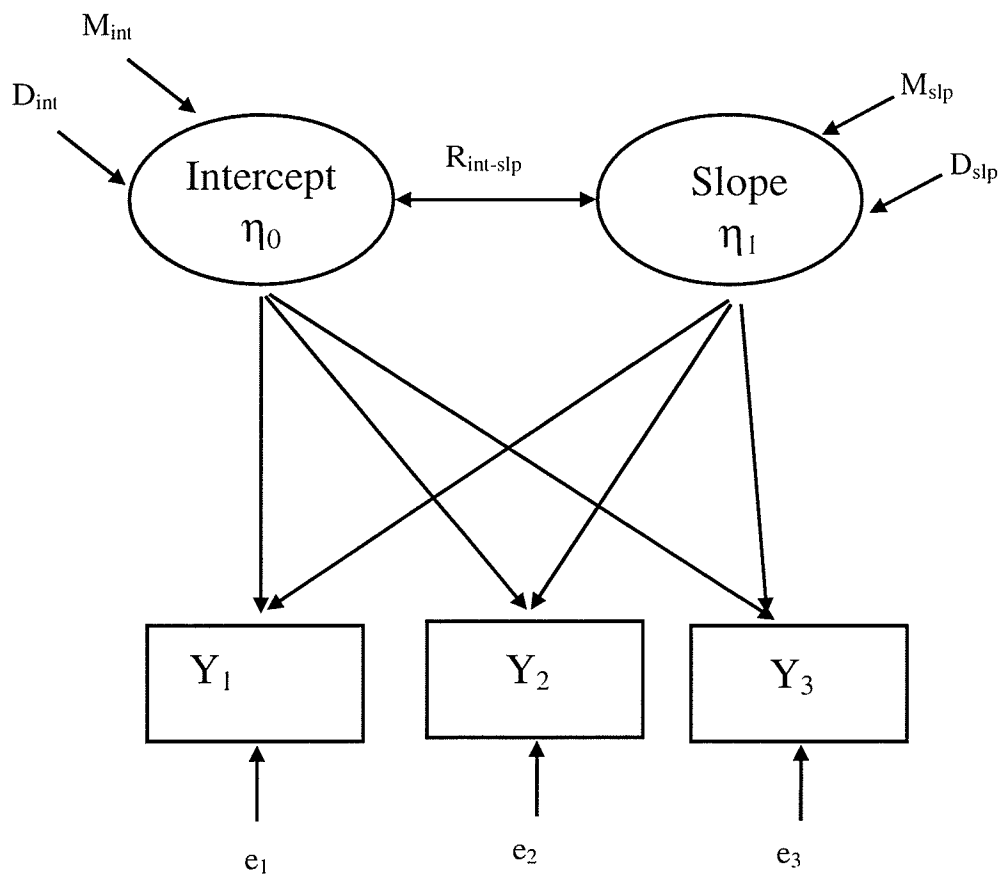 M_int
D_int
Intercept
η_0
R_int-slp
Slope
η_1
M_slp
D_slp
Y_1
Y_2
Y_3
e_1
e_2
e_3